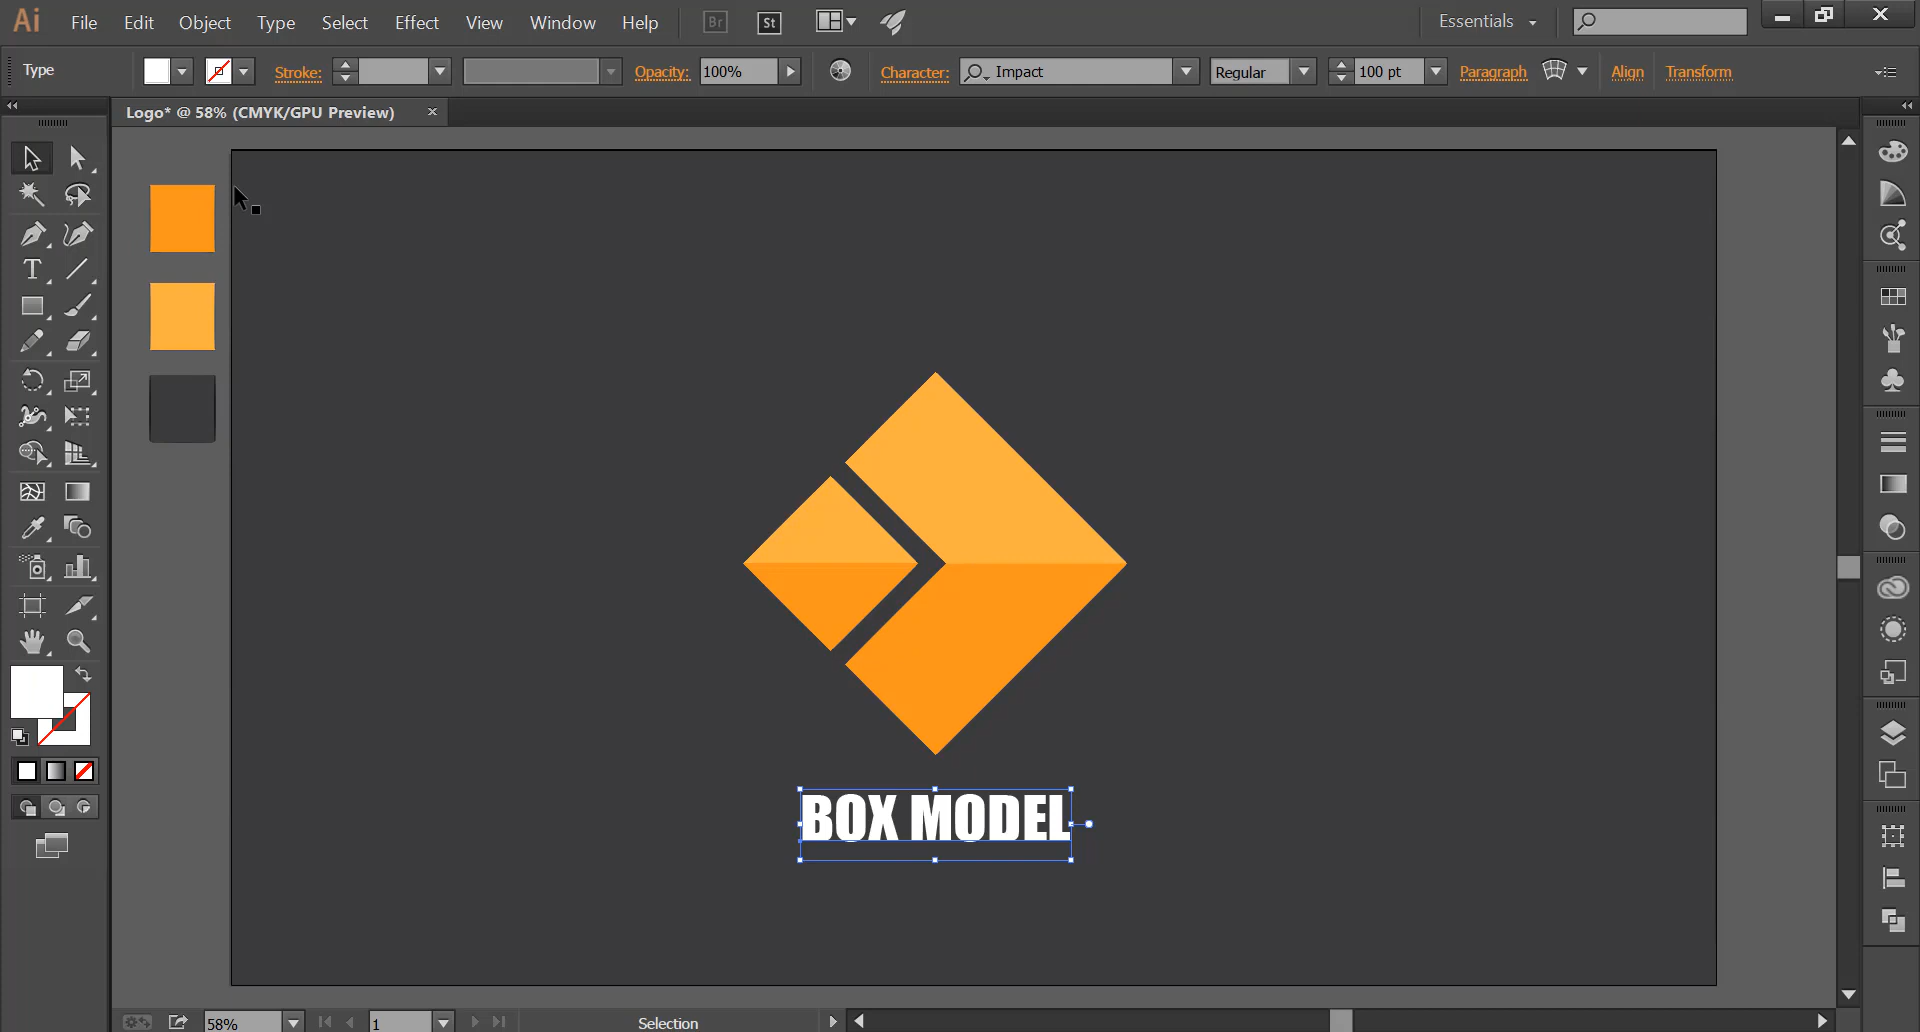 Ai File Edit Object Type Select Effect View Window Help Br St Essentials
Type Stroke: Opacity: 100% Character: Impact Regular 100 pt Paragraph Align Transform
Logo* @ 58% (CMYK/GPU Preview)
T
BOX MODEL
58% 1 Selection